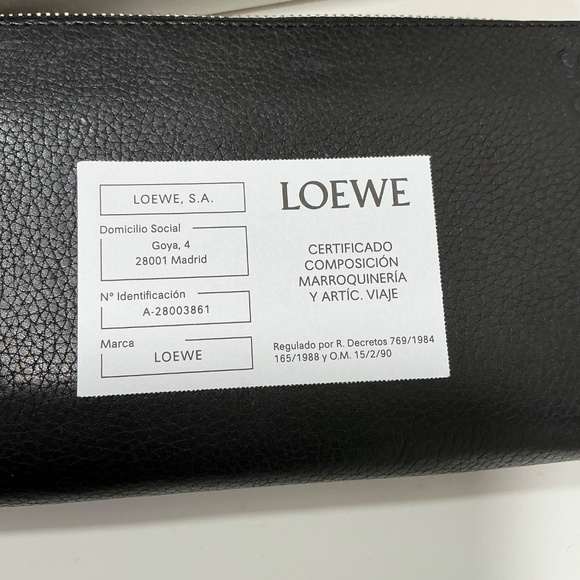 LOEWE, S.A.
Domicilio Social
Goya, 4
28001 Madrid
Nº Identificación
A-28003861
Marca
LOEWE
LOEWE
CERTIFICADO
COMPOSICIÓN
MARROQUINERÍA
Y ARTÍC. VIAJE
Regulado por R. Decretos 769/1984
165/1988 y O.M. 15/2/90